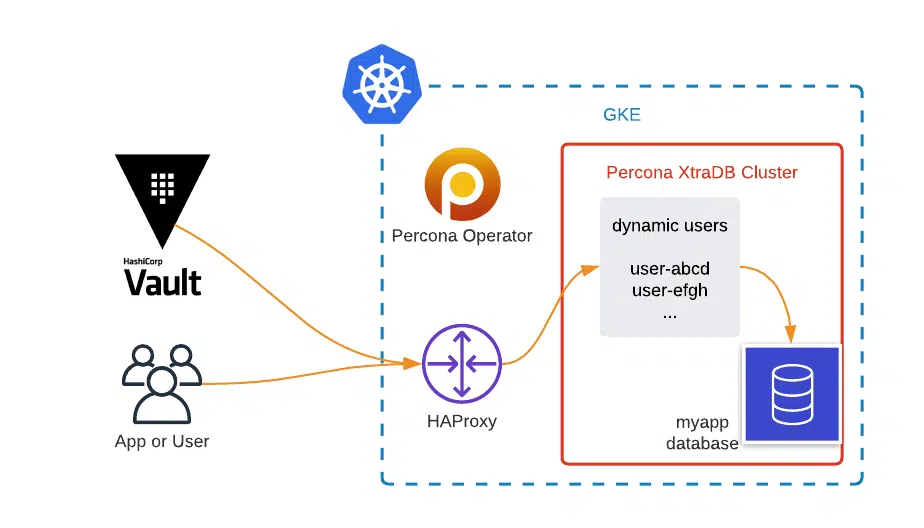 GKE
Percona XtraDB Cluster
dynamic users
user-abcd
user-efgh
...
Percona Operator
HashiCorp
Vault
HAProxy
App or User
myapp
database